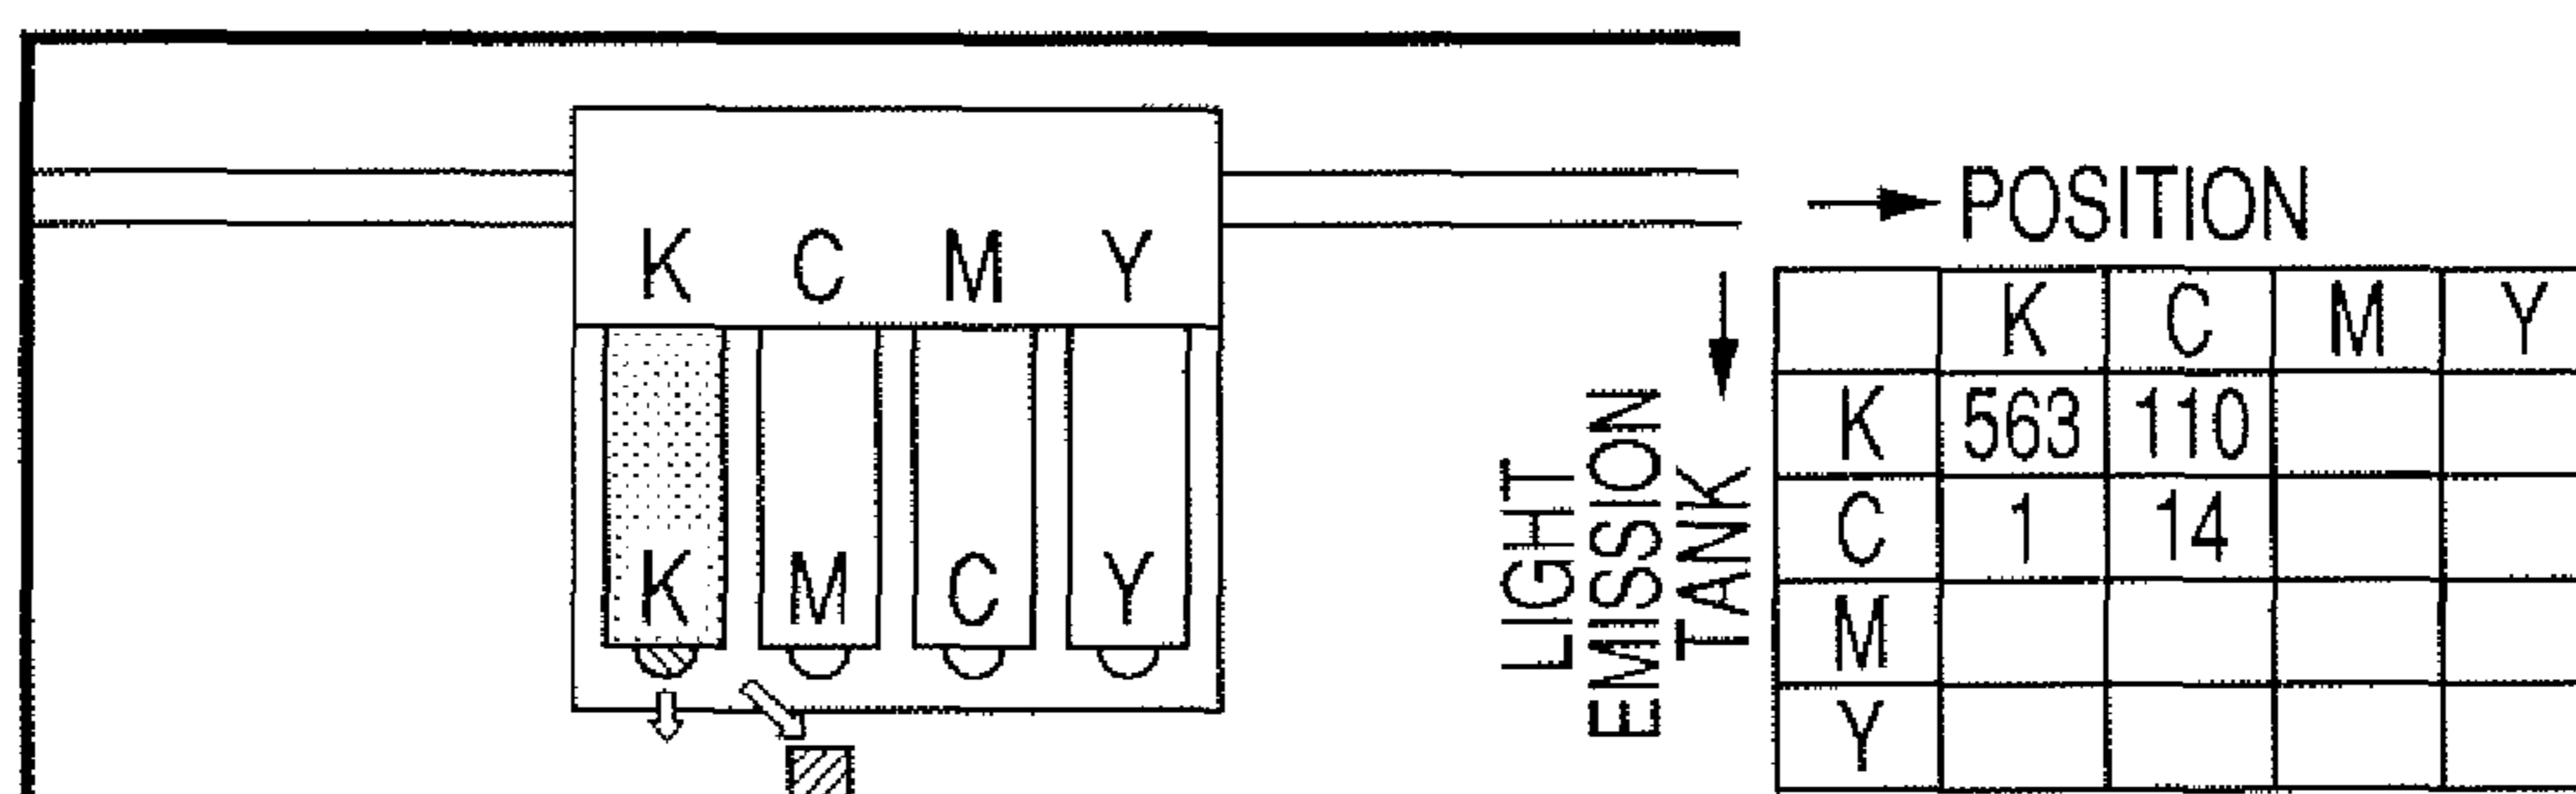 K C M Y
K M C Y
POSITION
LIGHT
EMISSION
TANK
K C M Y
K 563 110
C 1 14
M
Y